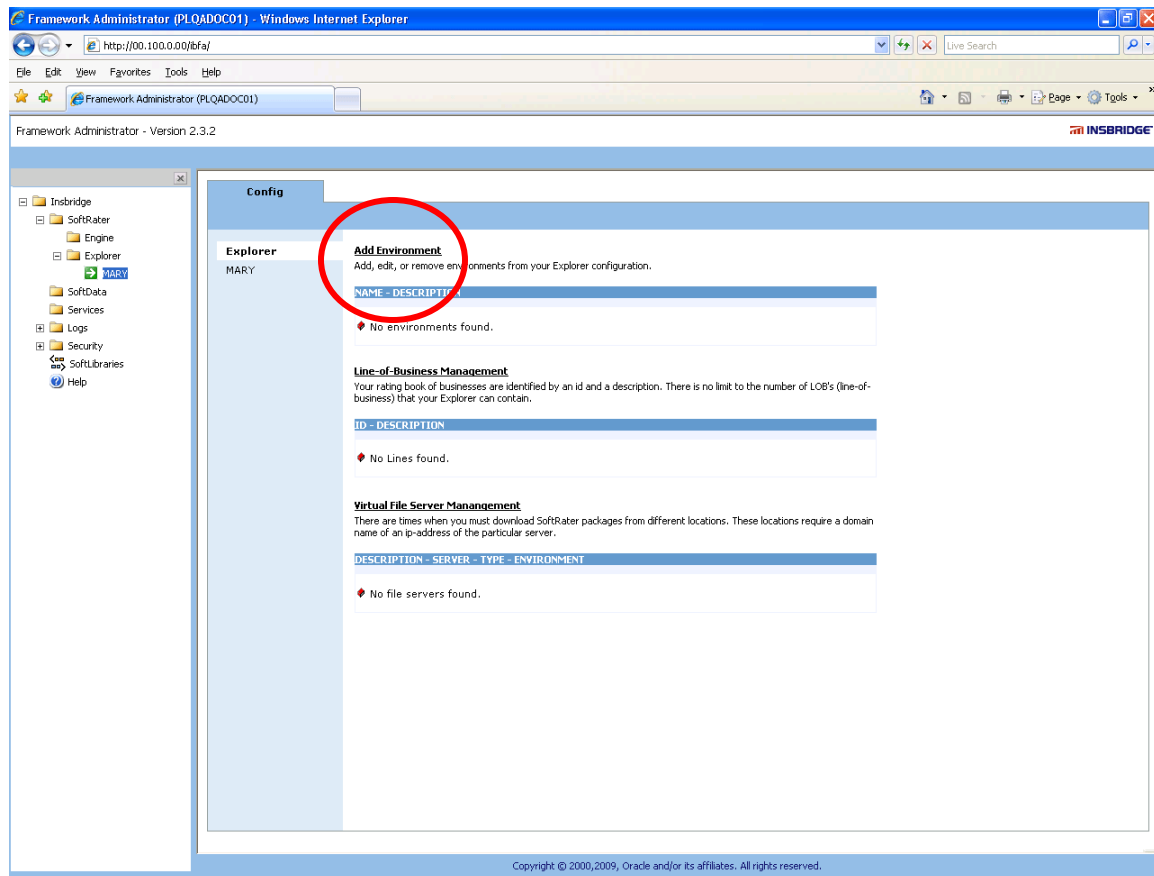 Framework Administrator (PLQADOC01) - Windows Internet Explorer
http://00.100.0.00/ibfa/
Live Search
File Edit View Favorites Tools Help
Framework Administrator (PLQADOC01)
Page Tools
Framework Administrator - Version 2.3.2
INSBRIDGE
Insbridge
SoftRater
Engine
Explorer
MARY
SoftData
Services
Logs
Security
SoftLibraries
Help
Config
Explorer
MARY
Add Environment
Add, edit, or remove environments from your Explorer configuration.
NAME - DESCRIPTION
No environments found.
Line-of-Business Management
Your rating book of businesses are identified by an id and a description. There is no limit to the number of LOB's (line-of-
business) that your Explorer can contain.
ID - DESCRIPTION
No Lines found.
Virtual File Server Manangement
There are times when you must download SoftRater packages from different locations. These locations require a domain
name of an ip-address of the particular server.
DESCRIPTION - SERVER - TYPE - ENVIRONMENT
No file servers found.
Copyright © 2000,2009, Oracle and/or its affiliates. All rights reserved.